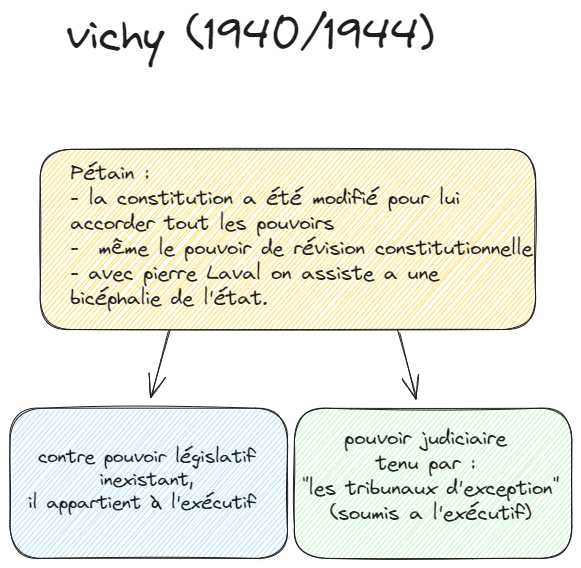 vichy (1940/1944)
Pétain :
- la constitution a été modifié pour lui
accorder tout les pouvoirs
- même le pouvoir de révision constitutionnelle
- avec pierre Laval on assiste a une
bicéphalie de l'état.
contre pouvoir législatif
inexistant,
il appartient à l'exécutif
pouvoir judiciaire
tenu par :
"les tribunaux d'exception"
(soumis a l'exécutif)